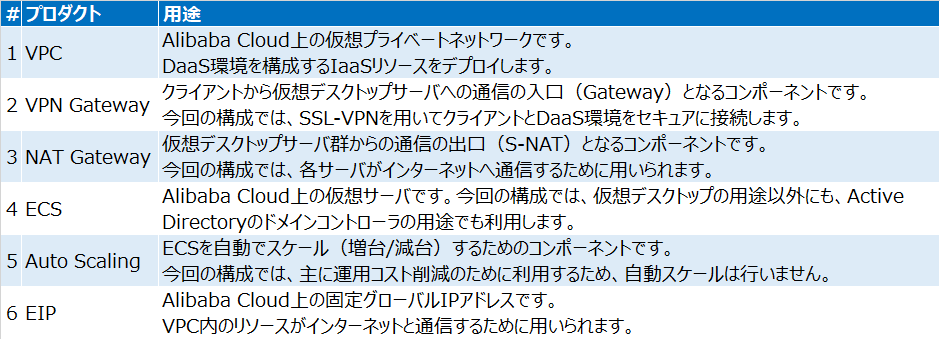 # プロダクト 用途
1 VPC Alibaba Cloud上の仮想プライベートネットワークです。
DaaS環境を構成するIaaSリソースをデプロイします。
2 VPN Gateway クライアントから仮想デスクトップサーバへの通信の入口（Gateway）となるコンポーネントです。
今回の構成では、SSL-VPNを用いてクライアントとDaaS環境をセキュアに接続します。
3 NAT Gateway 仮想デスクトップサーバ群からの通信の出口（S-NAT）となるコンポーネントです。
今回の構成では、各サーバがインターネットへ通信するために用いられます。
4 ECS Alibaba Cloud上の仮想サーバです。今回の構成では、仮想デスクトップの用途以外にも、Active
Directoryのドメインコントローラの用途でも利用します。
5 Auto Scaling ECSを自動でスケール（増台/減台）するためのコンポーネントです。
今回の構成では、主に運用コスト削減のために利用するため、自動スケールは行いません。
6 EIP Alibaba Cloud上の固定グローバルIPアドレスです。
VPC内のリソースがインターネットと通信するために用いられます。